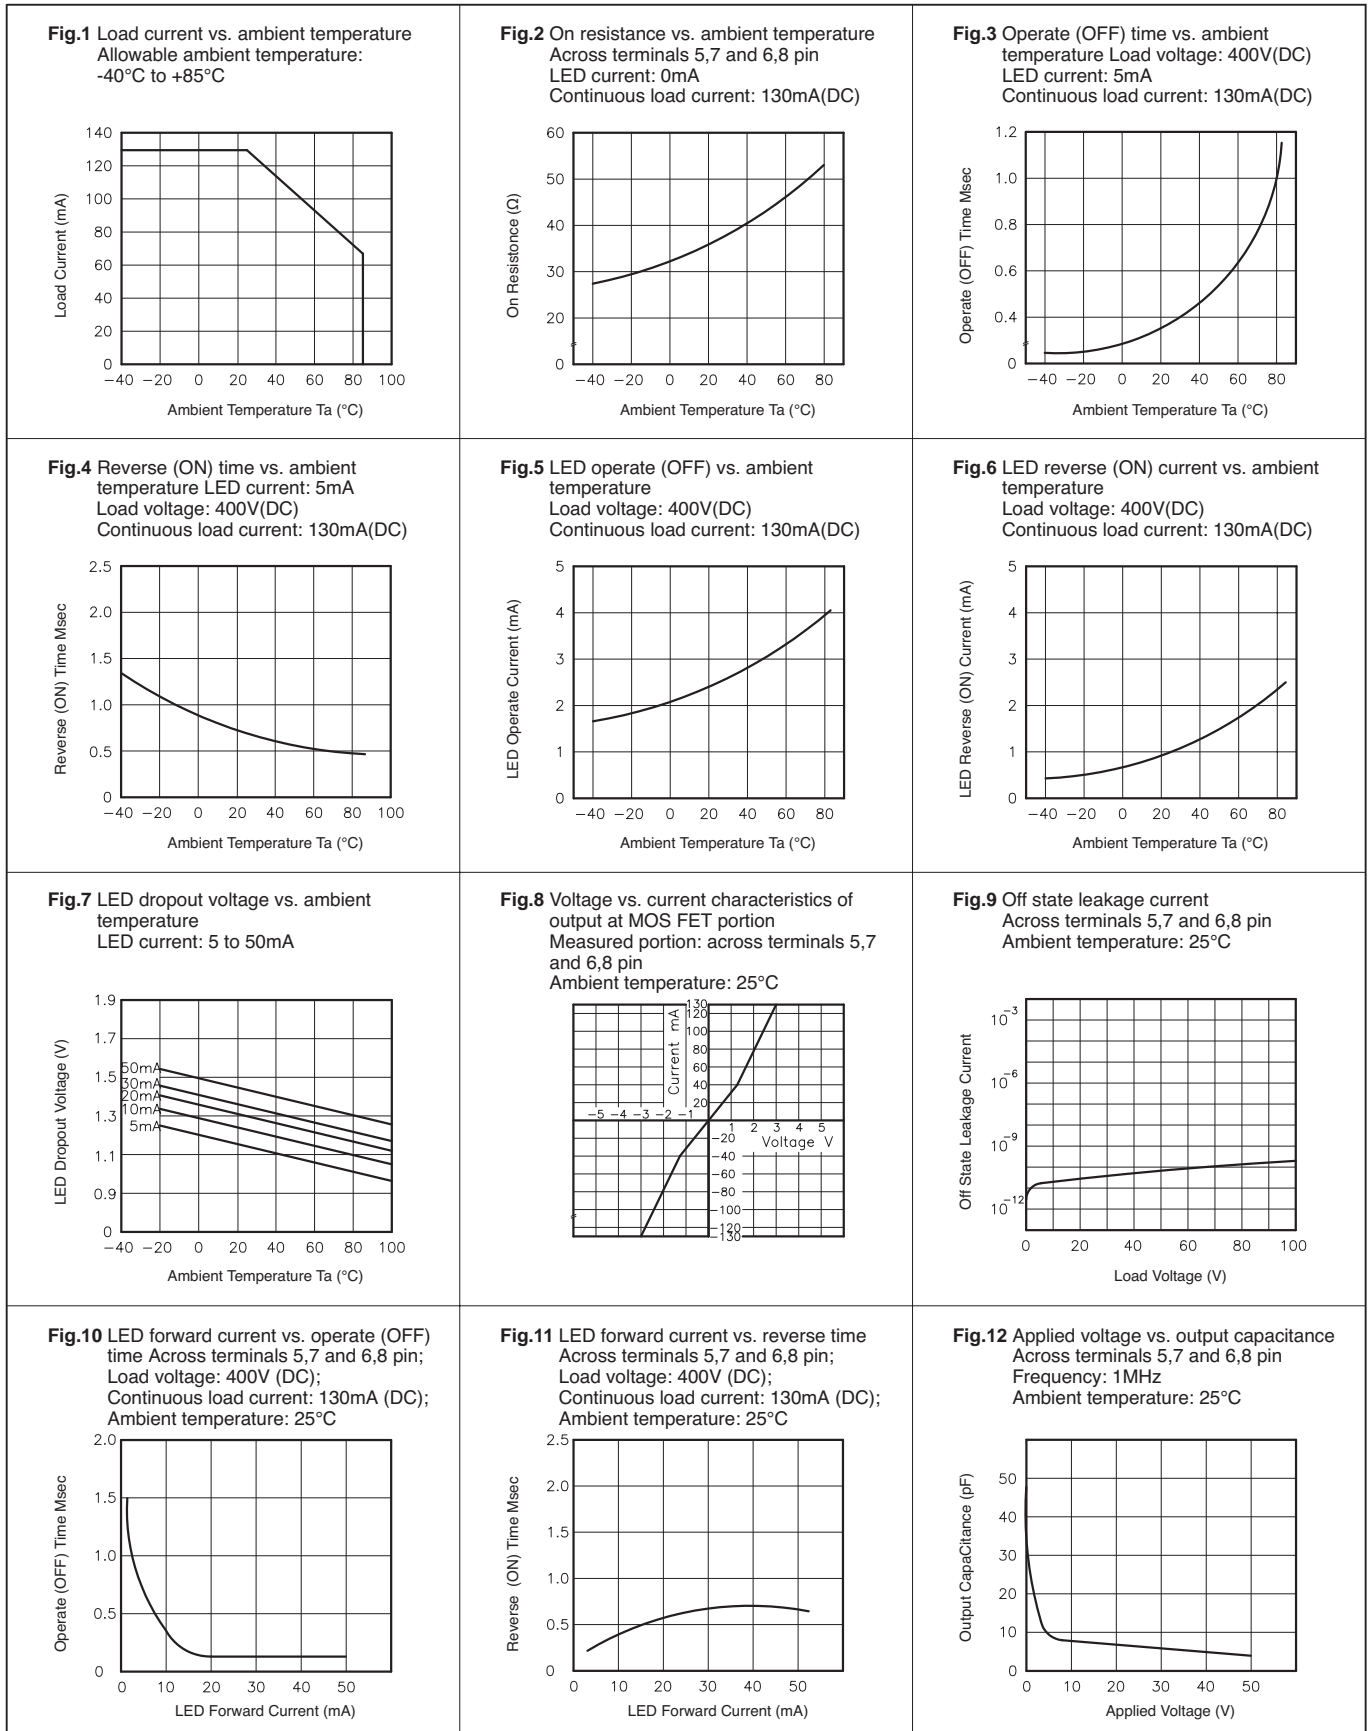 Fig.1 Load current vs. ambient temperature
Allowable ambient temperature:
-40°C to +85°C
140
120
100
80
60
40
20
0
Load Current (mA)
−40 −20 0 20 40 60 80 100
Ambient Temperature Ta (°C)
Fig.2 On resistance vs. ambient temperature
Across terminals 5,7 and 6,8 pin
LED current: 0mA
Continuous load current: 130mA(DC)
60
50
40
30
20
0
On Resistonce (Ω)
−40 −20 0 20 40 60 80
Ambient Temperature Ta (°C)
Fig.3 Operate (OFF) time vs. ambient
temperature Load voltage: 400V(DC)
LED current: 5mA
Continuous load current: 130mA(DC)
1.2
1.0
0.8
0.6
0.4
0
Operate (OFF) Time Msec
−40 −20 0 20 40 60 80
Ambient Temperature Ta (°C)
Fig.4 Reverse (ON) time vs. ambient
temperature LED current: 5mA
Load voltage: 400V(DC)
Continuous load current: 130mA(DC)
2.5
2.0
1.5
1.0
0.5
0
Reverse (ON) Time Msec
−40 −20 0 20 40 60 80 100
Ambient Temperature Ta (°C)
Fig.5 LED operate (OFF) vs. ambient
temperature
Load voltage: 400V(DC)
Continuous load current: 130mA(DC)
5
4
3
2
1
0
LED Operate Current (mA)
−40 −20 0 20 40 60 80
Ambient Temperature Ta (°C)
Fig.6 LED reverse (ON) current vs. ambient
temperature
Load voltage: 400V(DC)
Continuous load current: 130mA(DC)
5
4
3
2
1
0
LED Reverse (ON) Current (mA)
−40 −20 0 20 40 60 80
Ambient Temperature Ta (°C)
Fig.7 LED dropout voltage vs. ambient
temperature
LED current: 5 to 50mA
1.9
1.7
1.5
1.3
1.1
0.9
0
50mA
30mA
20mA
10mA
5mA
LED Dropout Voltage (V)
−40 −20 0 20 40 60 80 100
Ambient Temperature Ta (°C)
Fig.8 Voltage vs. current characteristics of
output at MOS FET portion
Measured portion: across terminals 5,7
and 6,8 pin
Ambient temperature: 25°C
Current mA
130
120
100
80
60
40
20
−5 −4 −3 −2 −1
1 2 3 4 5
Voltage V
−20
−40
−60
−80
−100
−120
−130
Fig.9 Off state leakage current
Across terminals 5,7 and 6,8 pin
Ambient temperature: 25°C
10−3
10−6
10−9
10−12
Off State Leakage Current
0 20 40 60 80 100
Load Voltage (V)
Fig.10 LED forward current vs. operate (OFF)
time Across terminals 5,7 and 6,8 pin;
Load voltage: 400V (DC);
Continuous load current: 130mA (DC);
Ambient temperature: 25°C
2.0
1.5
1.0
0.5
0
Operate (OFF) Time Msec
0 10 20 30 40 50
LED Forward Current (mA)
Fig.11 LED forward current vs. reverse time
Across terminals 5,7 and 6,8 pin;
Load voltage: 400V (DC);
Continuous load current: 130mA (DC);
Ambient temperature: 25°C
2.5
2.0
1.5
1.0
0.5
0
Reverse (ON) Time Msec
0 10 20 30 40 50
LED Forward Current (mA)
Fig.12 Applied voltage vs. output capacitance
Across terminals 5,7 and 6,8 pin
Frequency: 1MHz
Ambient temperature: 25°C
50
40
30
20
10
0
Output CapaCitance (pF)
0 10 20 30 40 50
Applied Voltage (V)